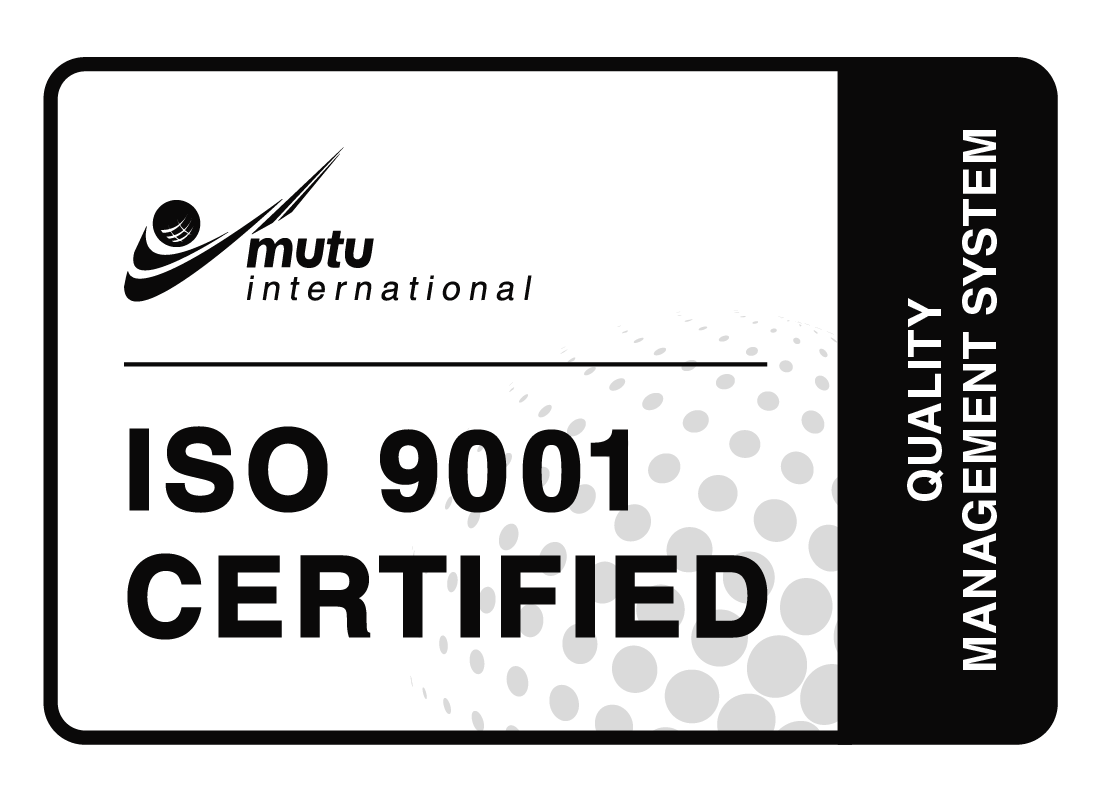 mutu
international
ISO 9001
CERTIFIED
QUALITY
MANAGEMENT SYSTEM